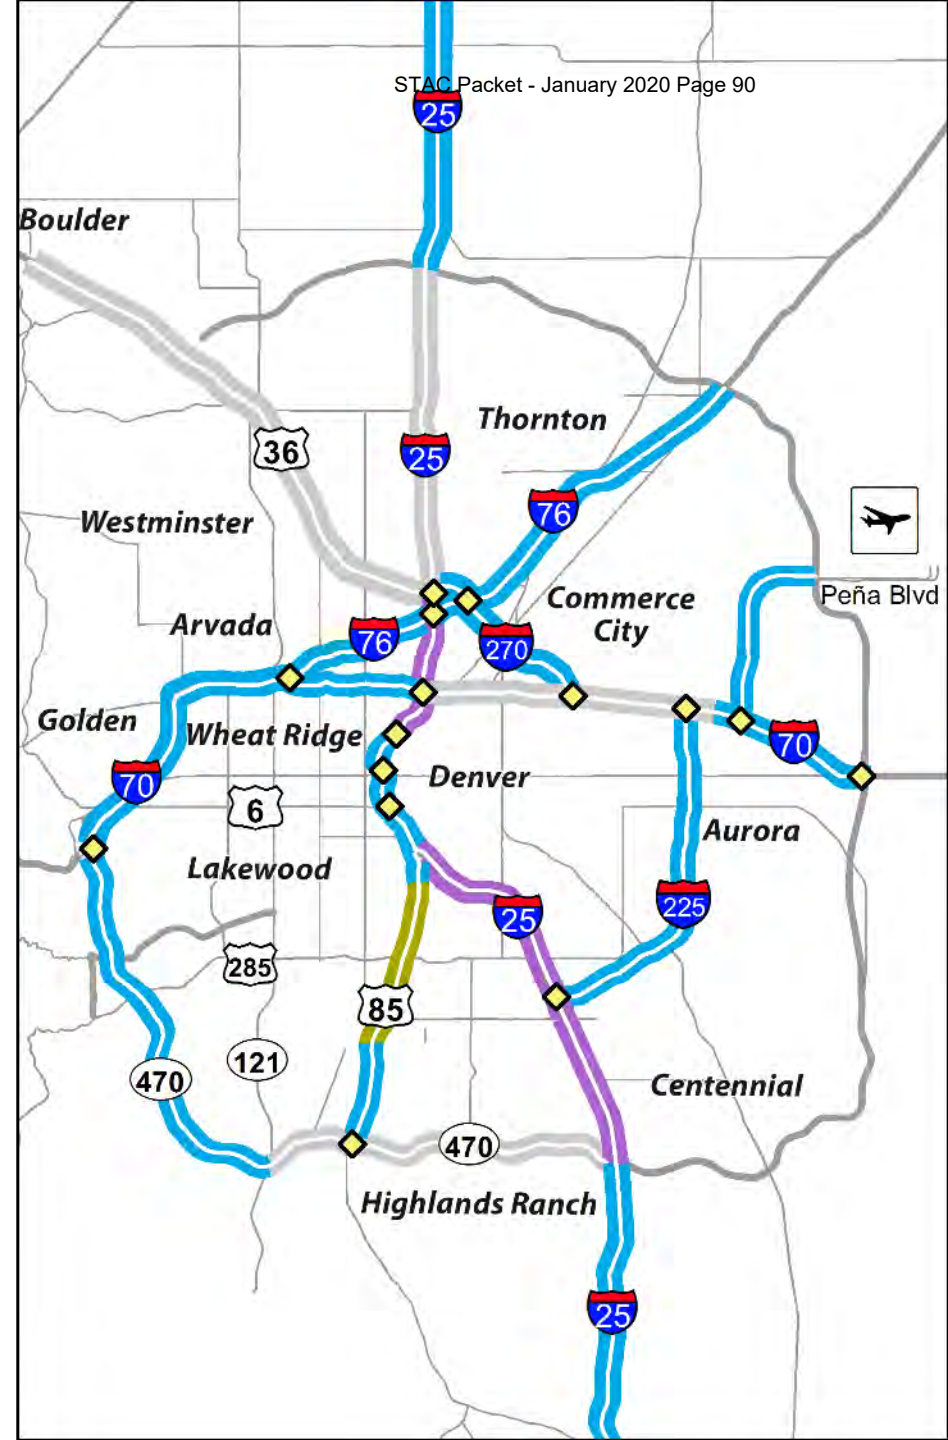 STAC Packet - January 2020 Page 90
25
Boulder
Thornton
36
25
76
Westminster
Peña Blvd
Commerce
City
Arvada
76
270
Golden
Wheat Ridge
70
70
Denver
6
Aurora
Lakewood
25
225
285
85
121
470
Centennial
470
Highlands Ranch
25